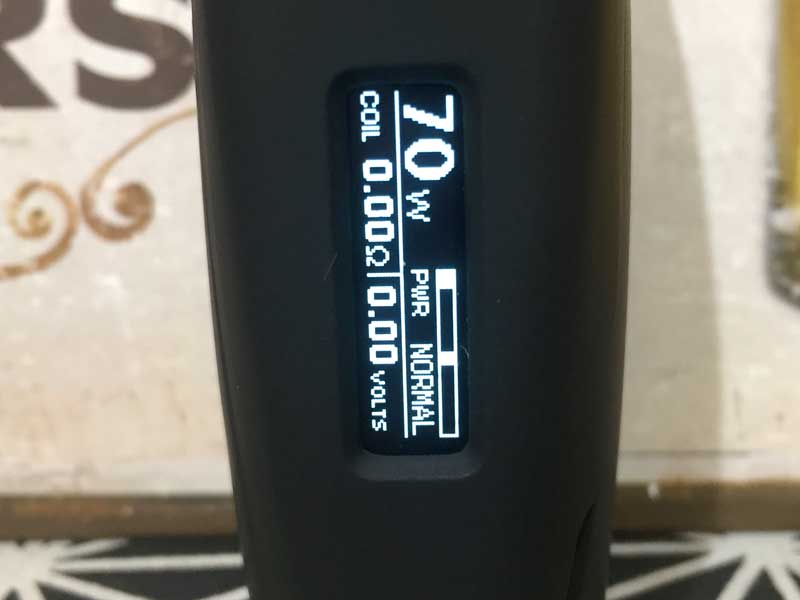 RS
70 W
PWR NORMAL
COIL 0.00Ω 0.00 VOLTS